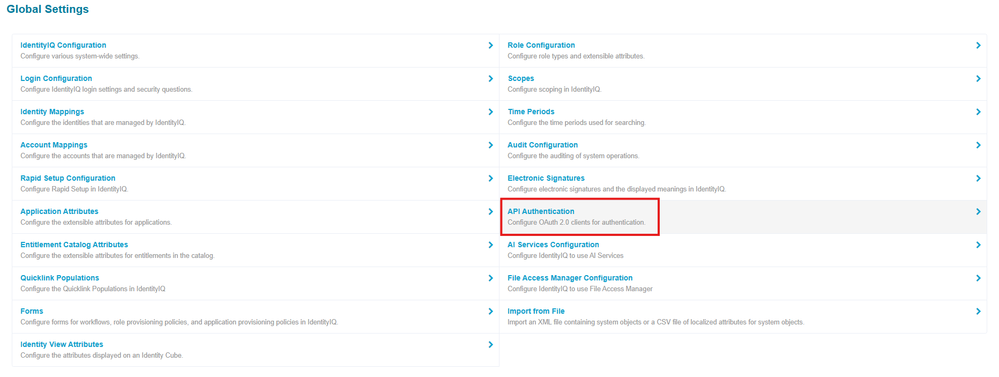 Global Settings
IdentityIQ Configuration
Configure various system-wide settings.
Login Configuration
Configure IdentityIQ login settings and security questions.
Identity Mappings
Configure the identities that are managed by IdentityIQ.
Account Mappings
Configure the accounts that are managed by IdentityIQ.
Rapid Setup Configuration
Configure Rapid Setup in IdentityIQ.
Application Attributes
Configure the extensible attributes for applications.
Entitlement Catalog Attributes
Configure the extensible attributes for entitlements in the catalog.
Quicklink Populations
Configure the Quicklink Populations in IdentityIQ
Forms
Configure forms for workflows, role provisioning policies, and application provisioning policies in IdentityIQ.
Identity View Attributes
Configure the attributes displayed on an Identity Cube.
Role Configuration
Configure role types and extensible attributes.
Scopes
Configure scoping in IdentityIQ.
Time Periods
Configure the time periods used for searching.
Audit Configuration
Configure the auditing of system operations.
Electronic Signatures
Configure electronic signatures and the displayed meanings in IdentityIQ.
API Authentication
Configure OAuth 2.0 clients for authentication.
AI Services Configuration
Configure IdentityIQ to use AI Services
File Access Manager Configuration
Configure IdentityIQ to use File Access Manager
Import from File
Import an XML file containing system objects or a CSV file of localized attributes for system objects.